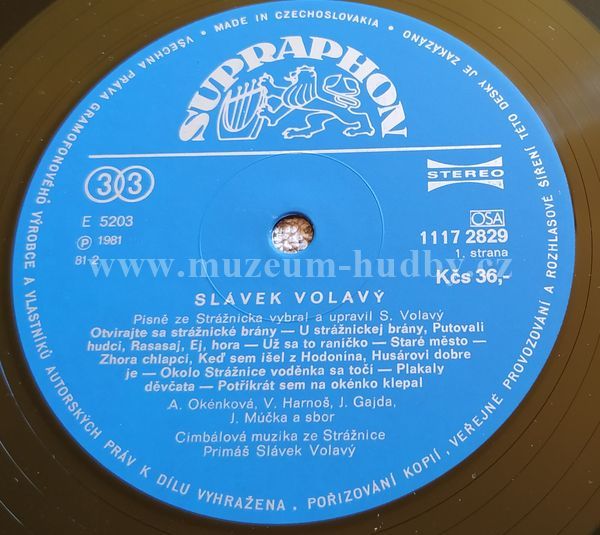 VŠECHNA PRÁVA GRAMOFONOVÉHO VÝROBCE A VLASTNÍKŮ AUTORSKÝCH PRÁV K DÍLU VYHRAŽENA. POŘIZOVÁNÍ KOPIÍ, VEŘEJNÉ PROVOZOVÁNÍ A ROZHLASOVÉ ŠÍŘENÍ TÉTO DESKY JE ZAKÁZÁNO • MADE IN CZECHOSLOVAKIA •
SUPRAPHON
33
STEREO
E 5203
Ⓟ 1981
81-2
OSA
1117 2829
1. strana
Kčs 36,-
www.muzeum-hudby.cz
SLÁVEK VOLAVÝ
Písně ze Strážnicka vybral a upravil S. Volavý
Otvírajte sa strážnické brány — U strážnickej brány, Putovali
hudci, Rasasaj, Ej, hora — Už sa to raníčko — Staré město —
Zhora chlapci, Keď sem išel z Hodonína, Husárovi dobre
je — Okolo Strážnice voděnka sa točí — Plakaly
děvčata — Potřikrát sem na okénko klepal
A. Okénková, V. Harnoš, J. Gajda,
J. Múčka a sbor
Cimbálová muzika ze Strážnice
Primáš Slávek Volavý